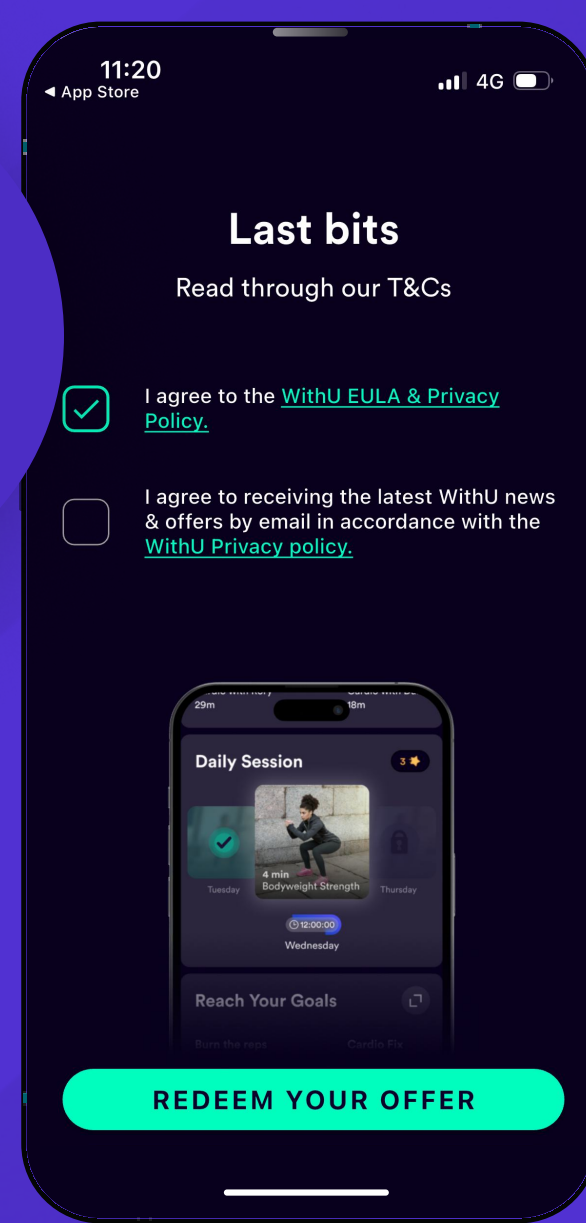 11:20
◀ App Store
4G
Last bits
Read through our T&Cs
I agree to the WithU EULA & Privacy
Policy.
I agree to receiving the latest WithU news
& offers by email in accordance with the
WithU Privacy policy.
29m
18m
Daily Session
3
4 min
Bodyweight Strength
Tuesday
Thursday
12:00:00
Wednesday
Reach Your Goals
Burn the reps
Cardio Fix
REDEEM YOUR OFFER